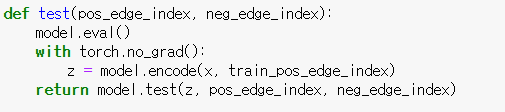 def test(pos_edge_index, neg_edge_index):
    model.eval()
    with torch.no_grad():
        z = model.encode(x, train_pos_edge_index)
    return model.test(z, pos_edge_index, neg_edge_index)